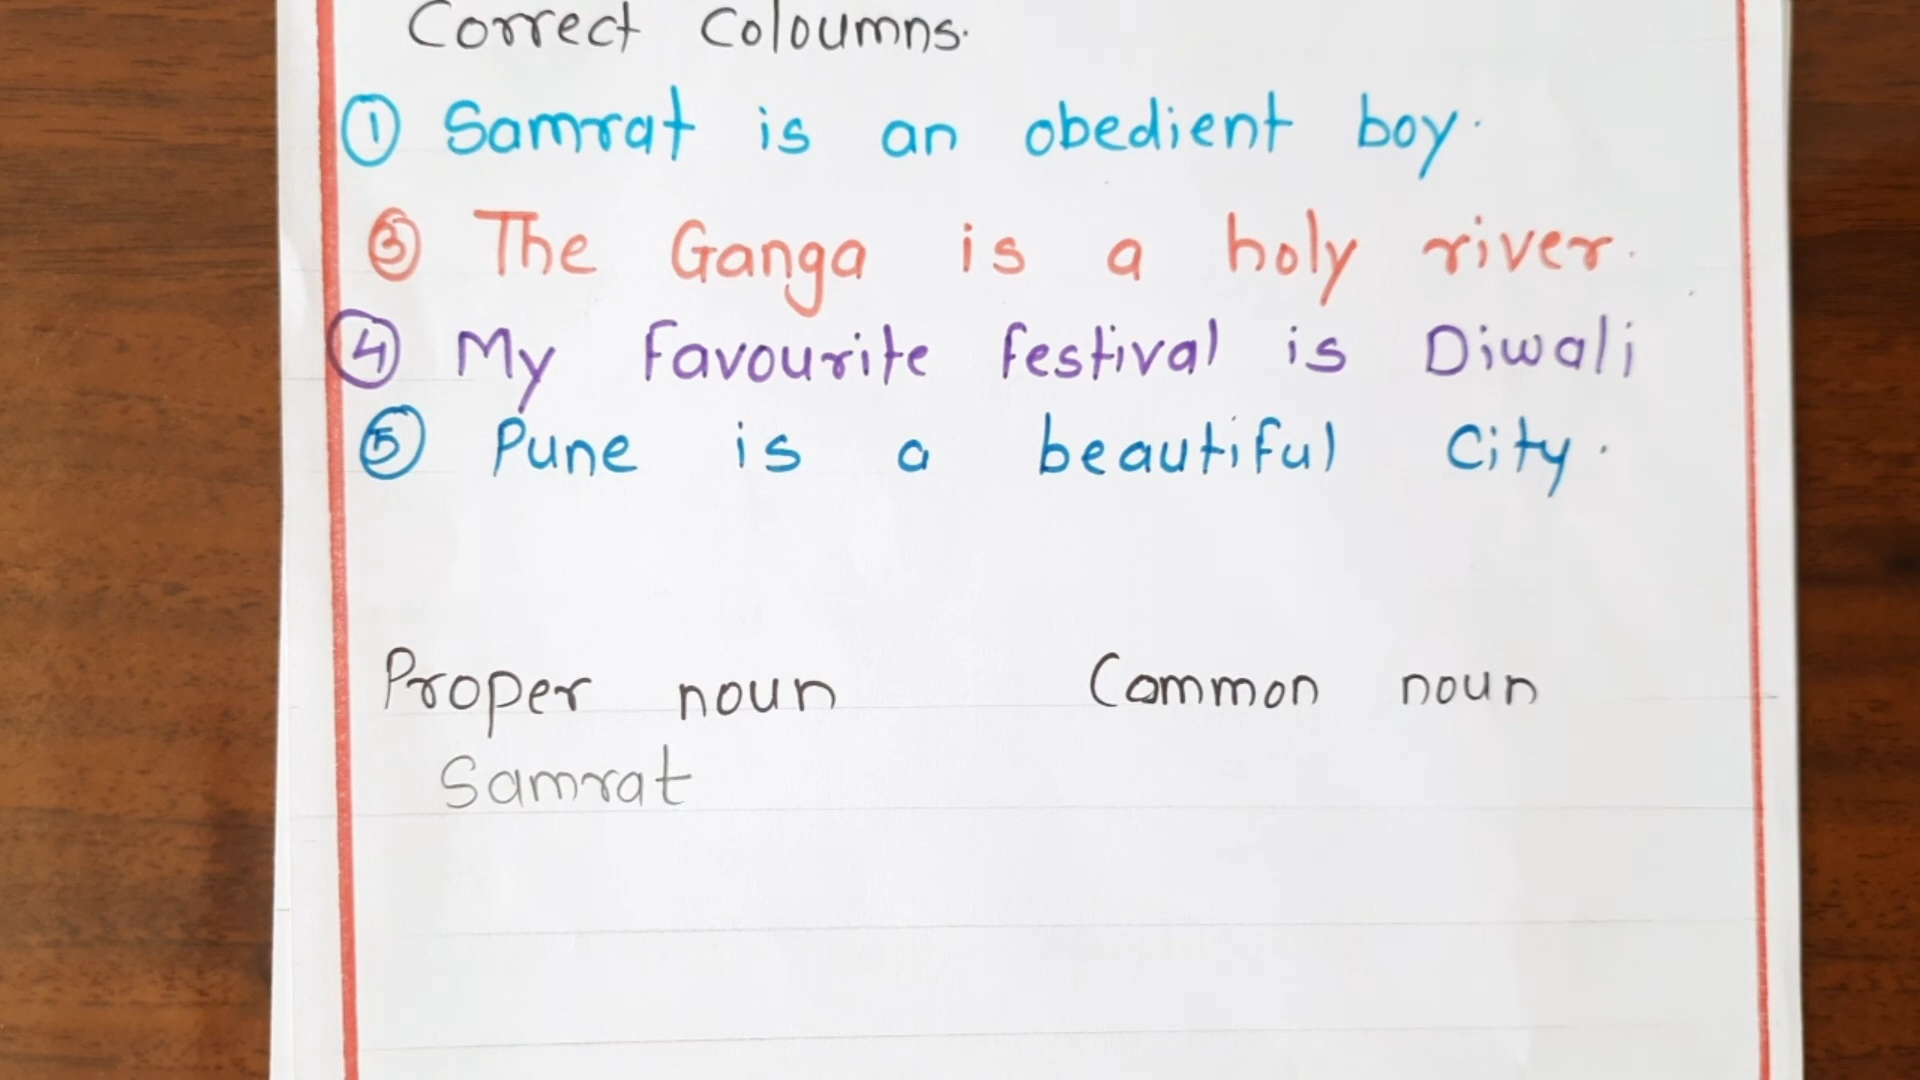 Correct Coloumns.
① Samrat is an obedient boy.
③ The Ganga is a holy river.
④ My Favourite Festival is Diwali
⑤ Pune is a beautiful City.
Proper noun Common noun
Samrat